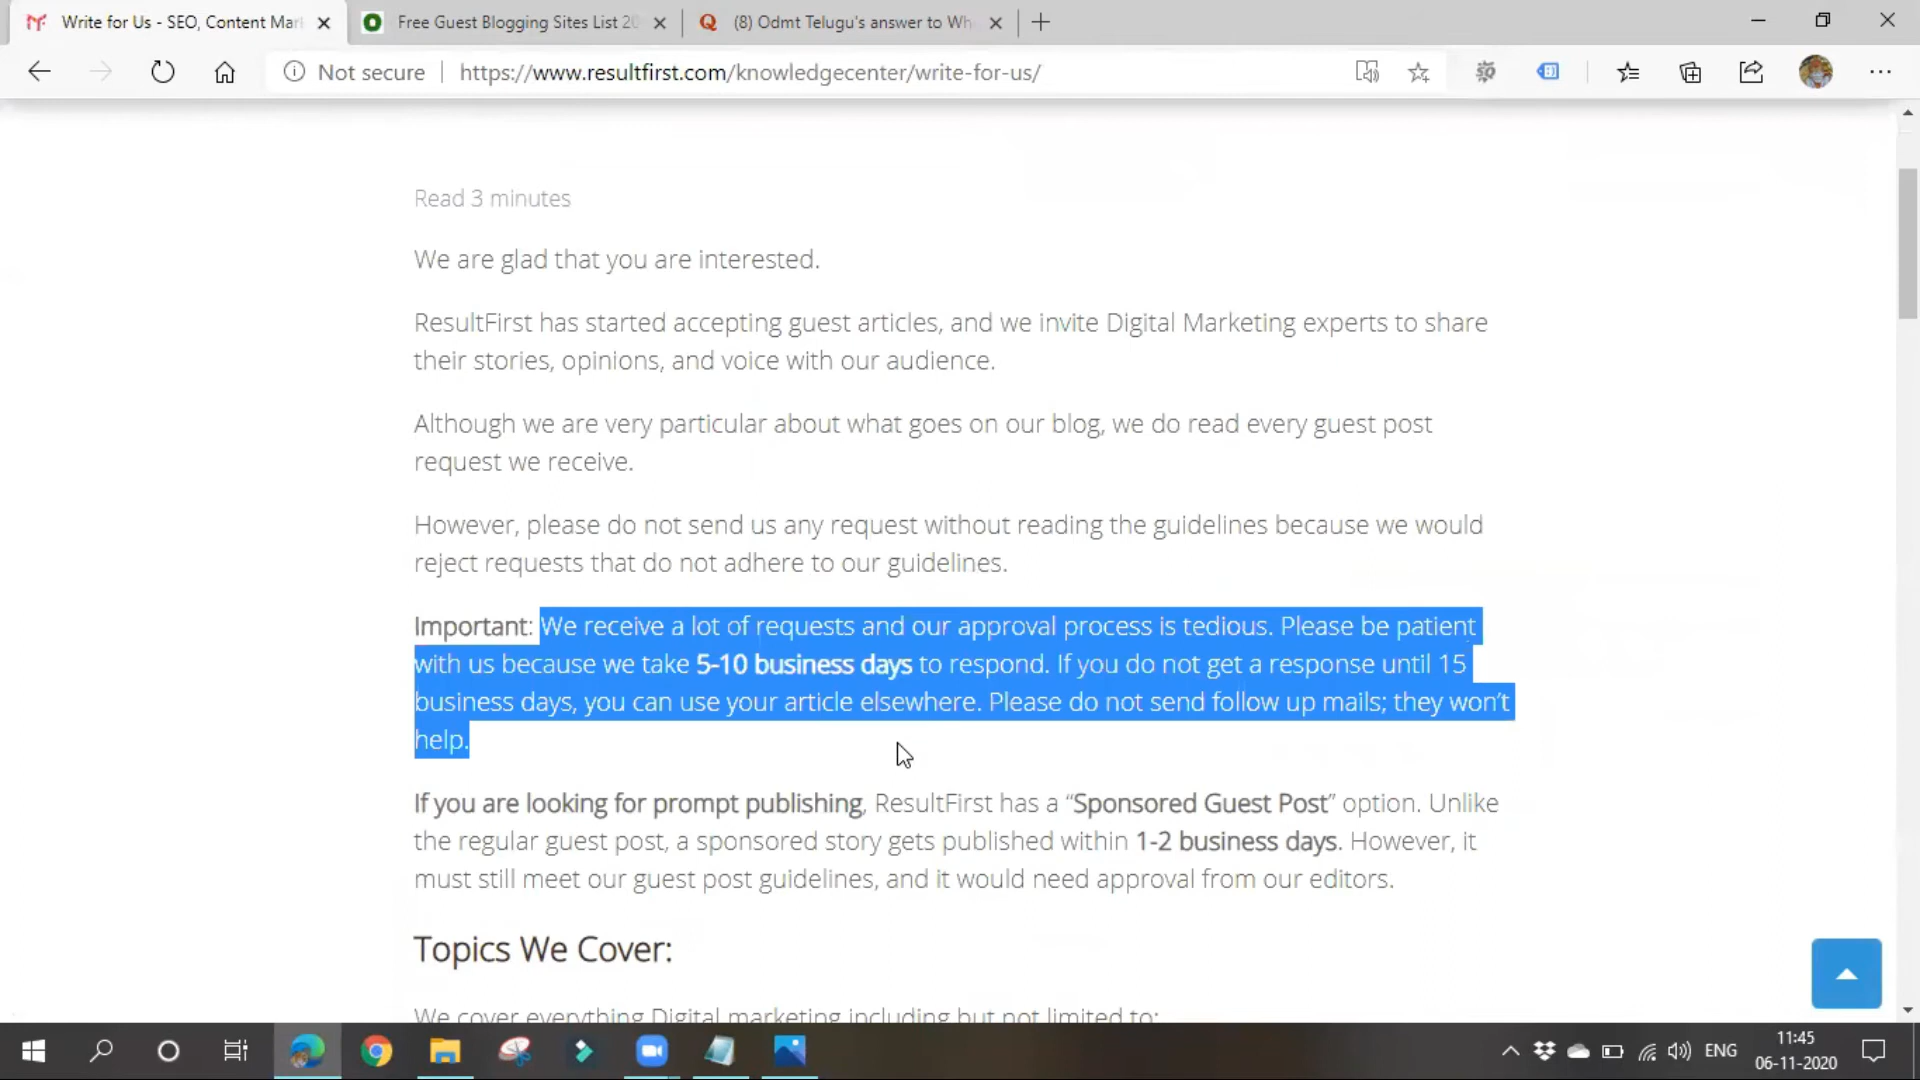 Write for Us - SEO, Content Mar
Free Guest Blogging Sites List 20
(8) Odmt Telugu's answer to Wh
Not secure
https://www.resultfirst.com/knowledgecenter/write-for-us/
Read 3 minutes
We are glad that you are interested.
ResultFirst has started accepting guest articles, and we invite Digital Marketing experts to share
their stories, opinions, and voice with our audience.
Although we are very particular about what goes on our blog, we do read every guest post
request we receive.
However, please do not send us any request without reading the guidelines because we would
reject requests that do not adhere to our guidelines.
Important: We receive a lot of requests and our approval process is tedious. Please be patient
with us because we take 5-10 business days to respond. If you do not get a response until 15
business days, you can use your article elsewhere. Please do not send follow up mails; they won’t
help.
If you are looking for prompt publishing, ResultFirst has a “Sponsored Guest Post” option. Unlike
the regular guest post, a sponsored story gets published within 1-2 business days. However, it
must still meet our guest post guidelines, and it would need approval from our editors.
Topics We Cover:
We cover everything Digital marketing including but not limited to:
ENG
11:45
06-11-2020